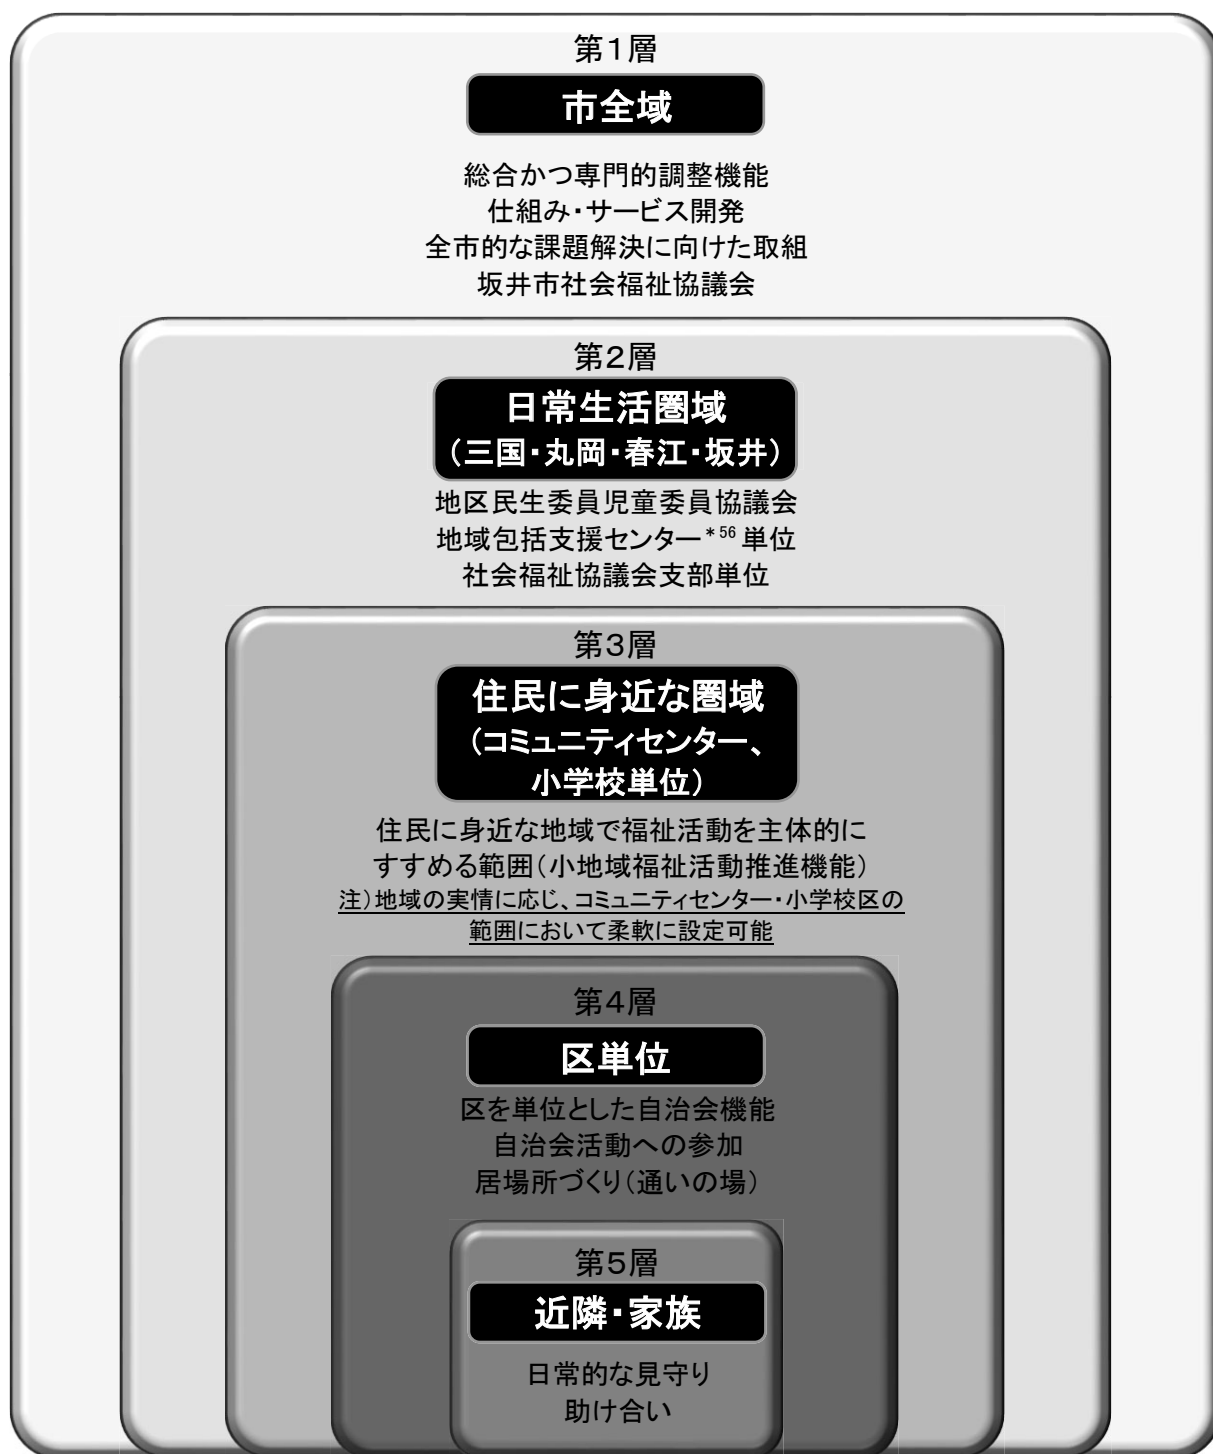 第１層
市全域
総合かつ専門的調整機能
仕組み・サービス開発
全市的な課題解決に向けた取組
坂井市社会福祉協議会
第２層
日常生活圏域
（三国・丸岡・春江・坂井）
地区民生委員児童委員協議会
地域包括支援センター*56 単位
社会福祉協議会支部単位
第３層
住民に身近な圏域
（コミュニティセンター、
小学校単位）
住民に身近な地域で福祉活動を主体的に
すすめる範囲（小地域福祉活動推進機能）
注）地域の実情に応じ、コミュニティセンター・小学校区の
範囲において柔軟に設定可能
第４層
区単位
区を単位とした自治会機能
自治会活動への参加
居場所づくり（通いの場）
第５層
近隣・家族
日常的な見守り
助け合い